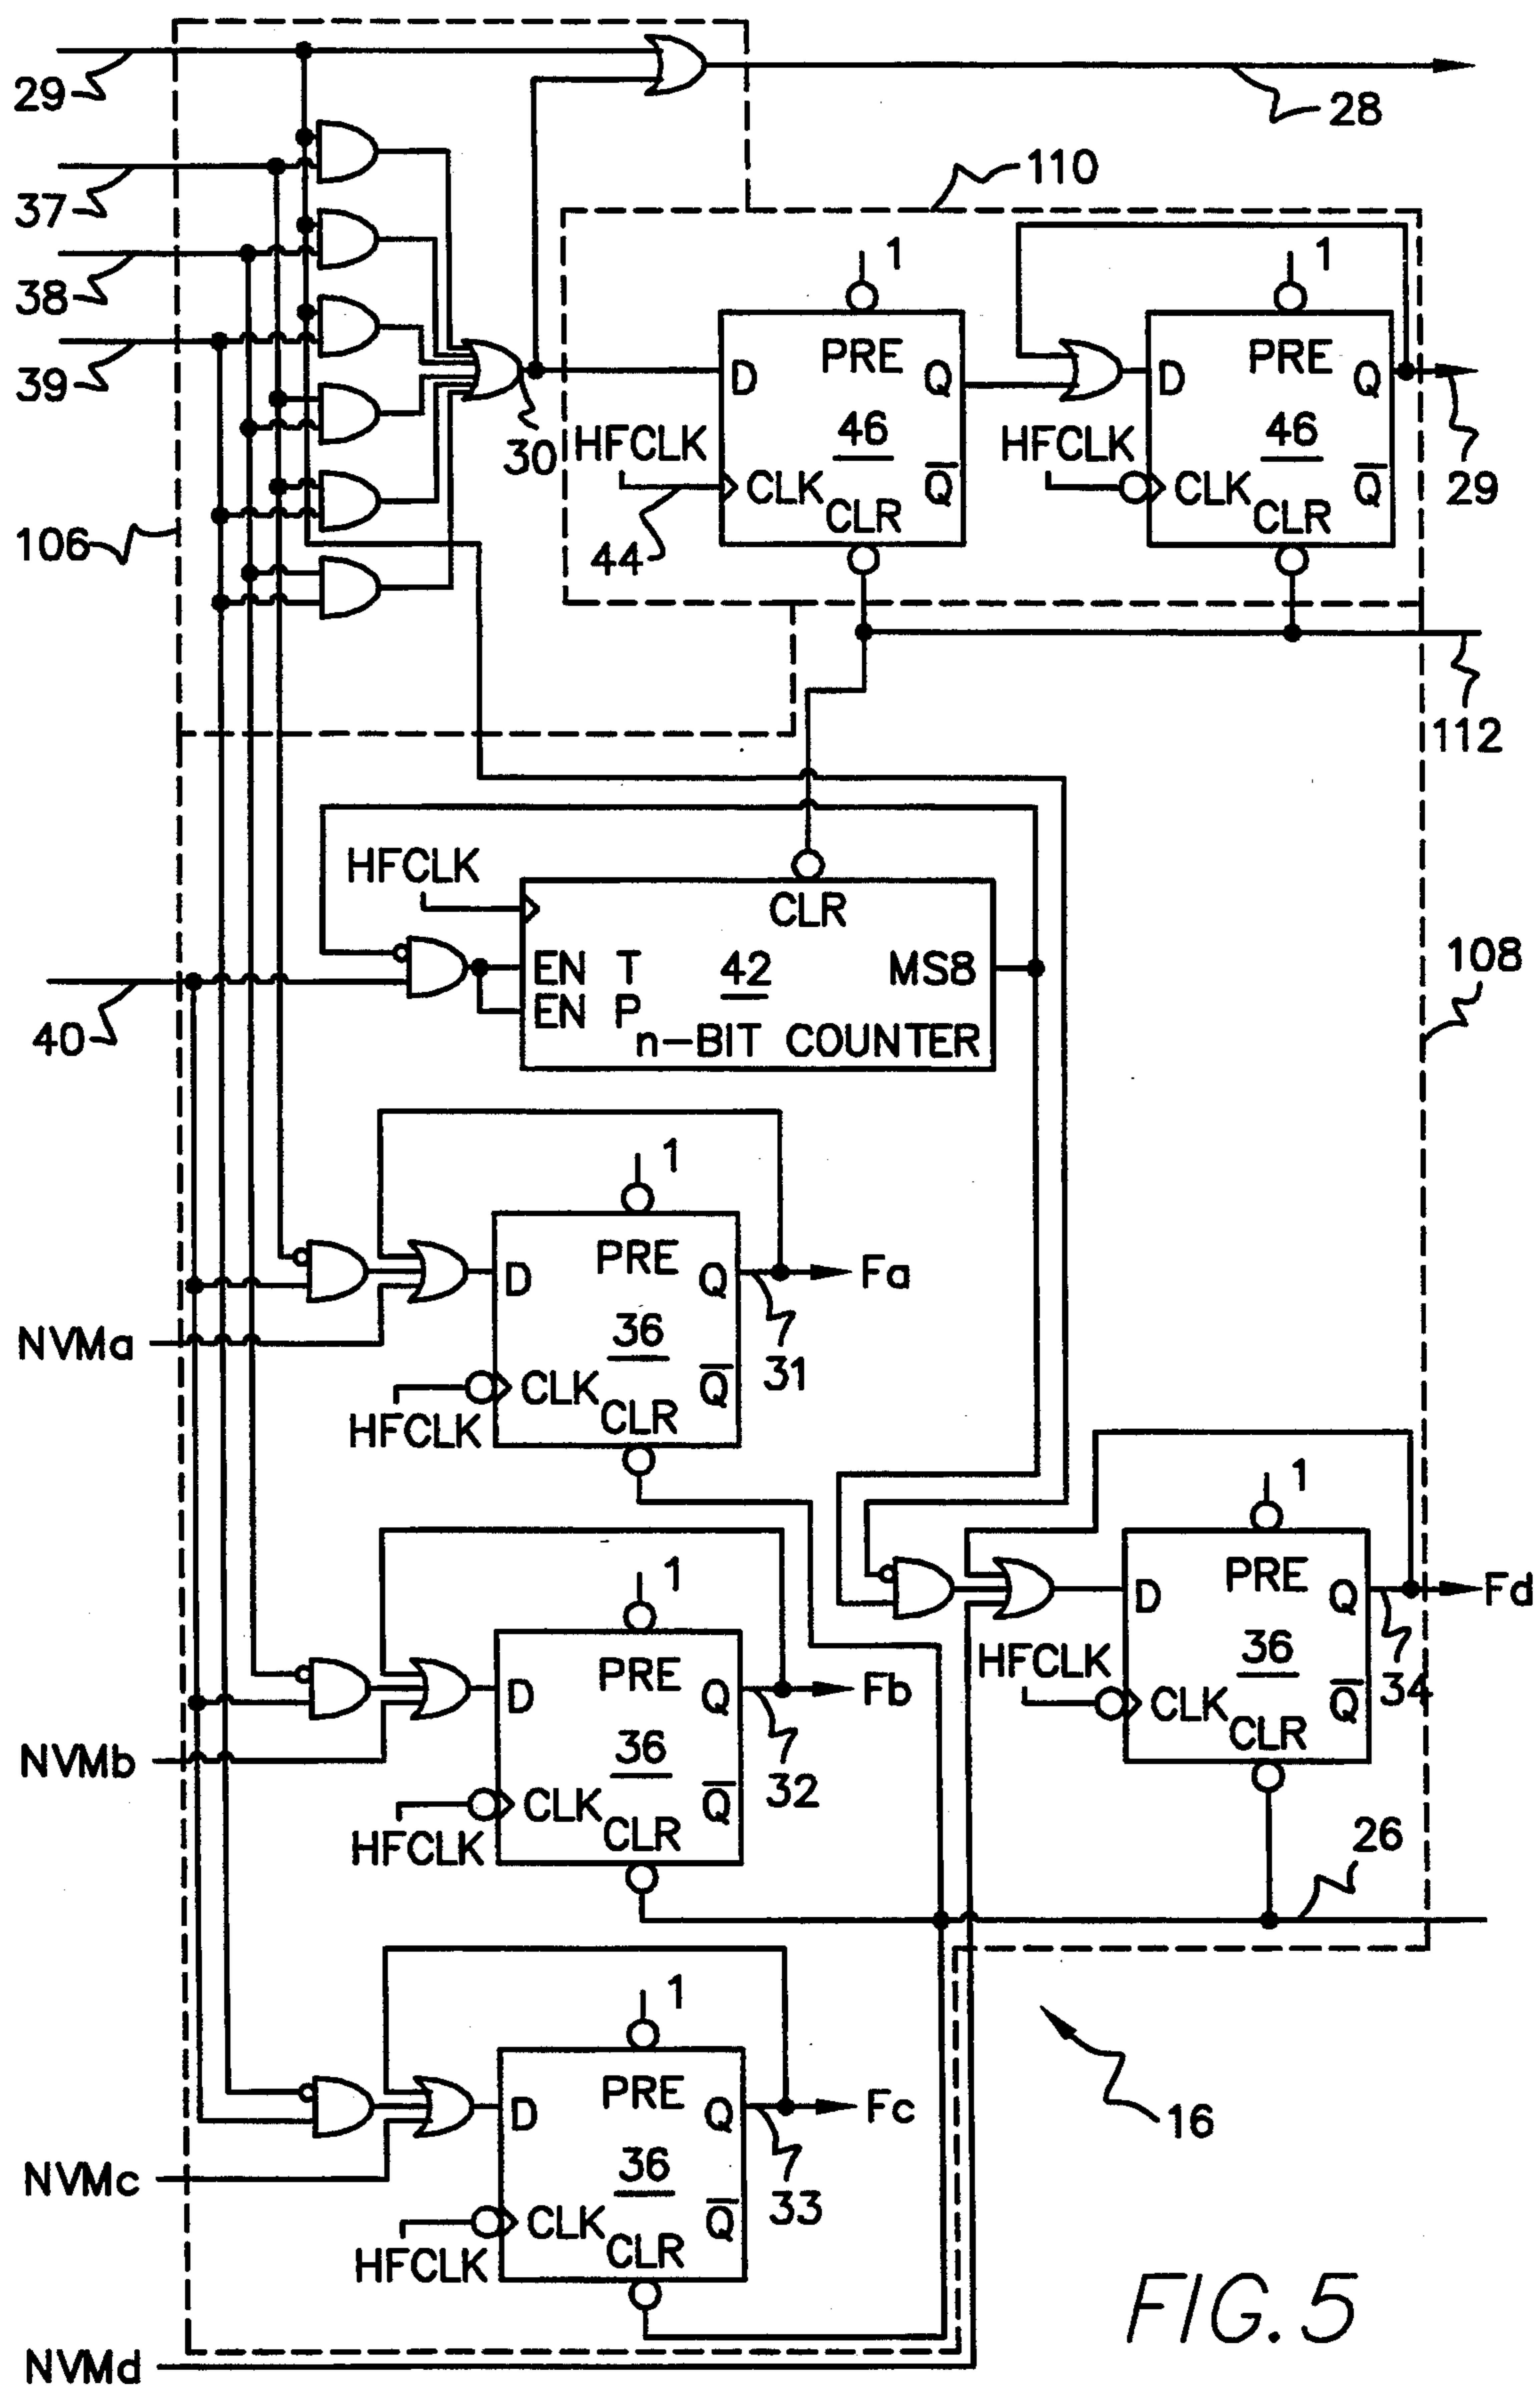 29
28
37
110
38
1
1
39
D PRE Q
D PRE Q
30
HFCLK
46
HFCLK
46
29
CLK Q
CLK Q
CLR
CLR
106
44
112
HFCLK
CLR
EN T 42 MS8
108
EN P
n-BIT COUNTER
40
1
PRE
D Q Fa
NVMa
36
31
CLK Q
HFCLK CLR
1
1
PRE
D Q Fd
PRE
D Q Fb
HFCLK
36
34
CLK Q
CLR
NVMb
36
32
CLK Q
HFCLK CLR
26
1
PRE
D Q Fc
16
NVMc
36
33
CLK Q
HFCLK CLR
NVMd
FIG. 5